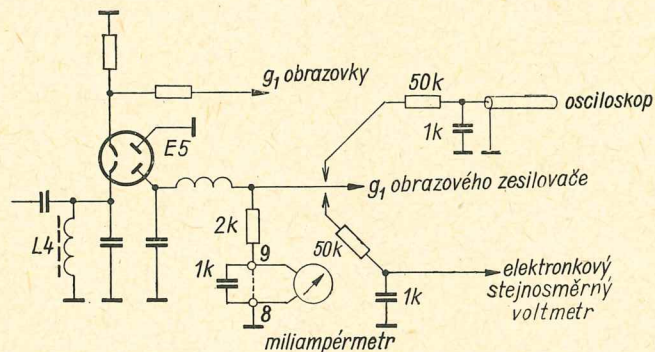 g₁ obrazovky
50k
osciloskop
1k
E5
g₁ obrazového zesilovače
L4
2k
50k
9
1k
8
1k
elektronkový
stejnosměrný
voltmetr
miliampérmetr